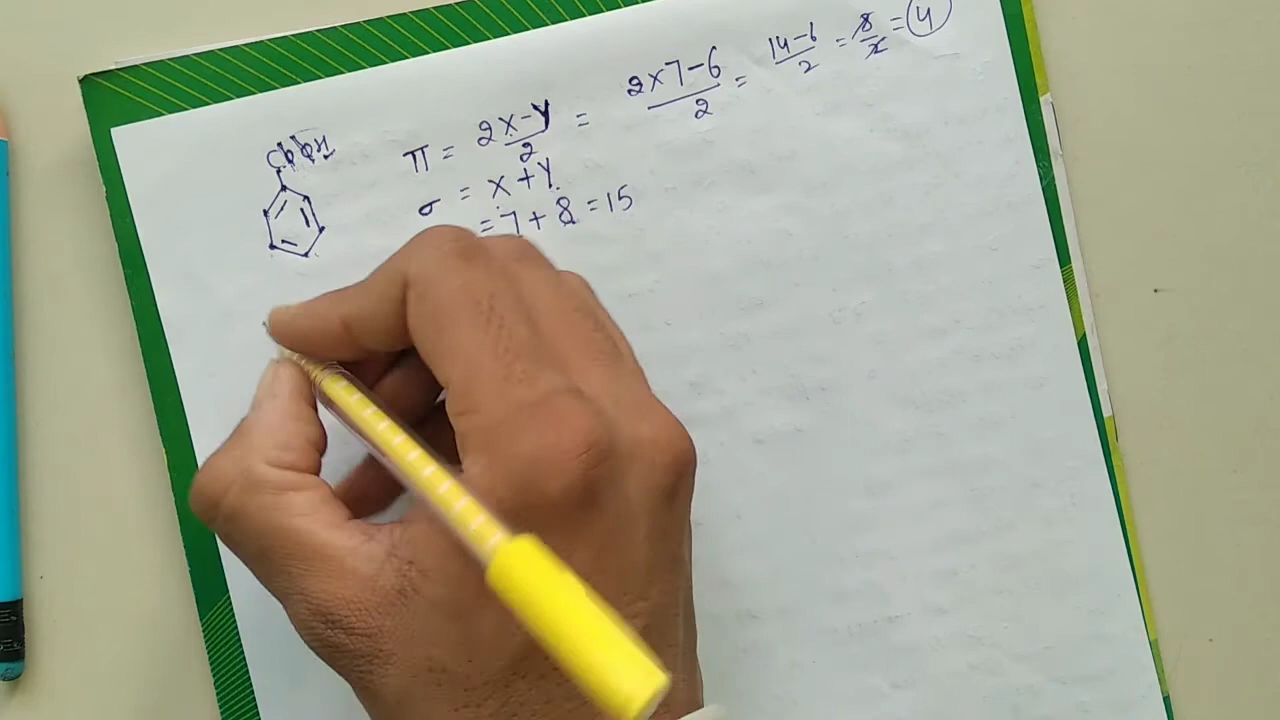 π = 2x-y/2 = 2×7-6/2 = 14-6/2 = 8/2 = 4
σ = x+y
= 7+8 = 15